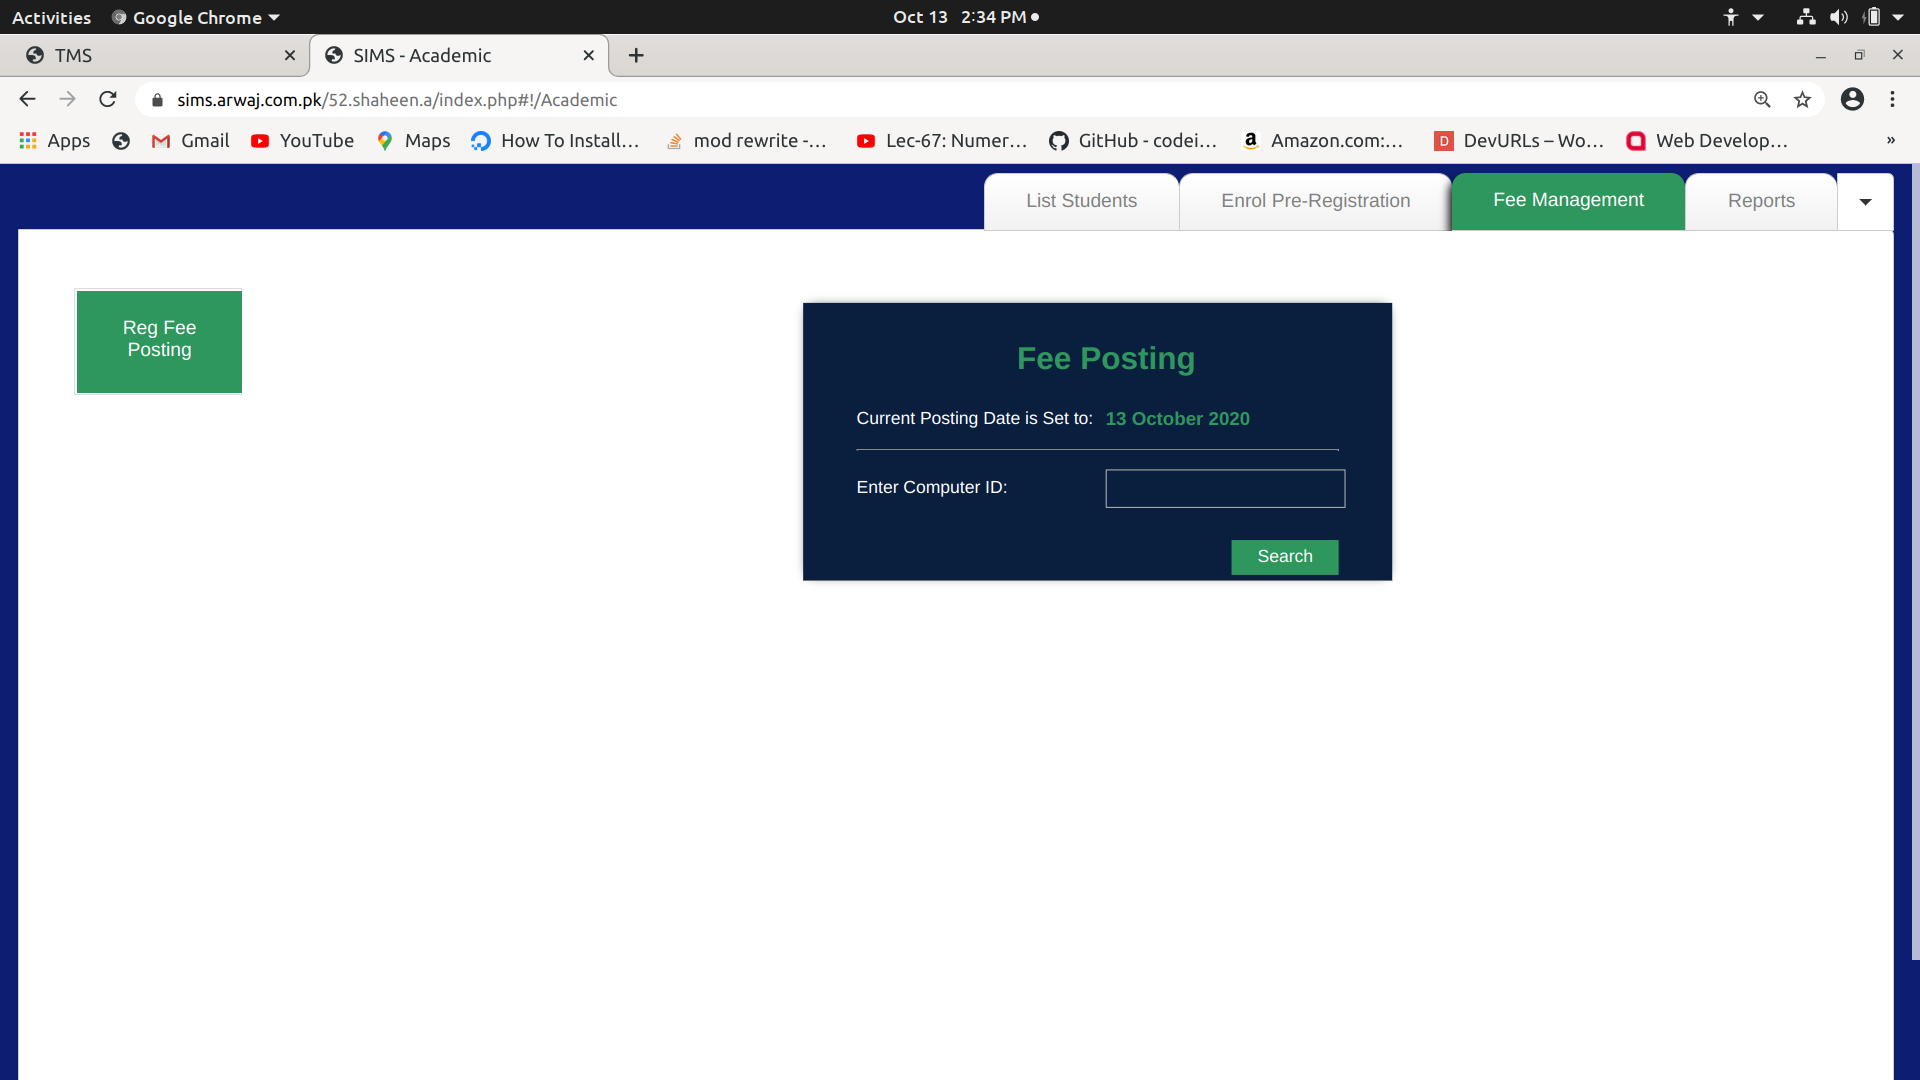 Activities Google Chrome Oct 13 2:34 PM
TMS SIMS - Academic
sims.arwaj.com.pk/52.shaheen.a/index.php#!/Academic
Apps Gmail YouTube Maps How To Install... mod rewrite -... Lec-67: Numer... GitHub - codei... a Amazon.com:... D DevURLs – Wo... Web Develop... »
List Students Enrol Pre-Registration Fee Management Reports
Reg Fee
Posting
Fee Posting
Current Posting Date is Set to: 13 October 2020
Enter Computer ID:
Search